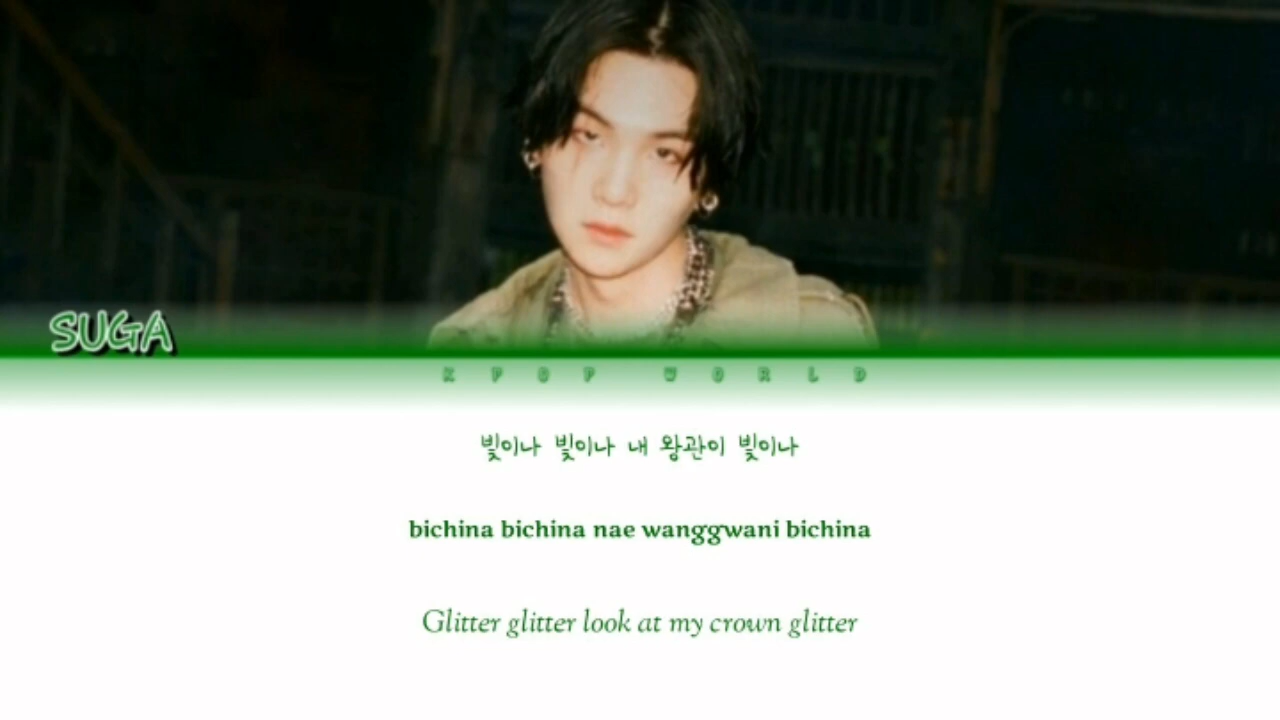 SUGA
KPOP WORLD
빛이나 빛이나 내 왕관이 빛이나
bichina bichina nae wanggwani bichina
Glitter glitter look at my crown glitter